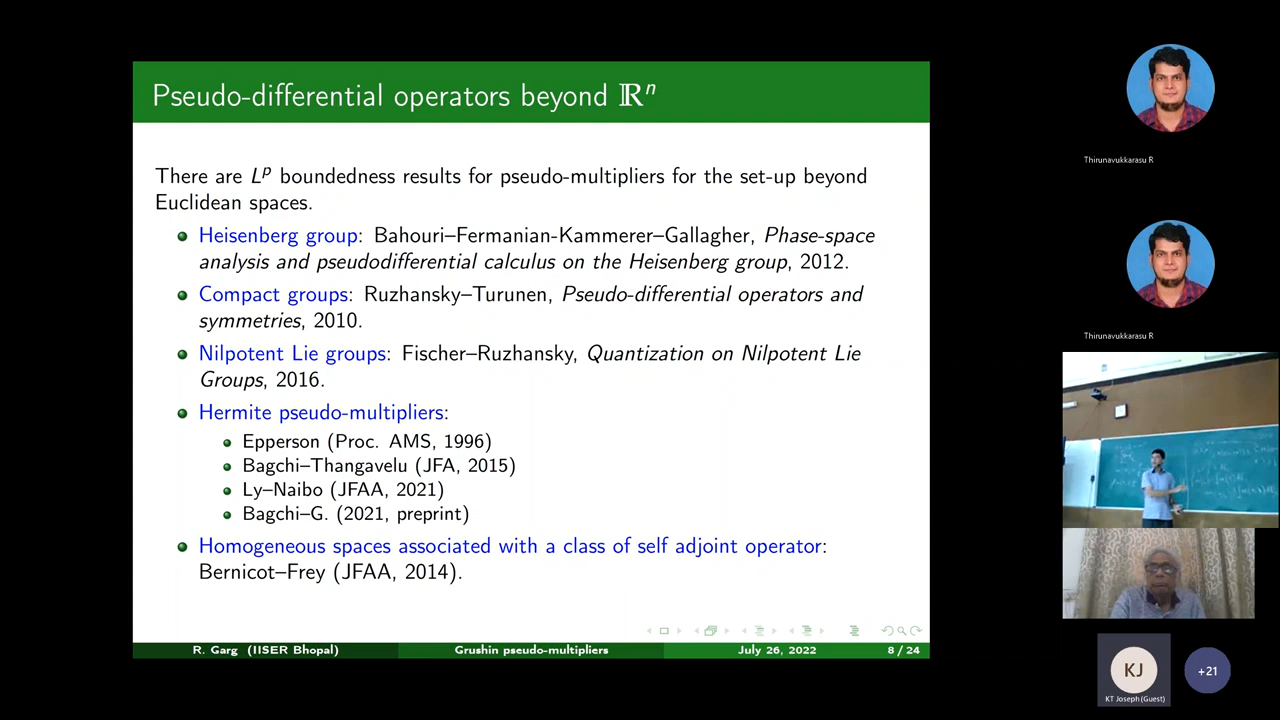 Pseudo-differential operators beyond ℝⁿ
There are Lᵖ boundedness results for pseudo-multipliers for the set-up beyond
Euclidean spaces.
Heisenberg group: Bahouri–Fermanian-Kammerer–Gallagher, Phase-space
analysis and pseudodifferential calculus on the Heisenberg group, 2012.
Compact groups: Ruzhansky–Turunen, Pseudo-differential operators and
symmetries, 2010.
Nilpotent Lie groups: Fischer–Ruzhansky, Quantization on Nilpotent Lie
Groups, 2016.
Hermite pseudo-multipliers:
Epperson (Proc. AMS, 1996)
Bagchi–Thangavelu (JFA, 2015)
Ly–Naibo (JFAA, 2021)
Bagchi–G. (2021, preprint)
Homogeneous spaces associated with a class of self adjoint operator:
Bernicot–Frey (JFAA, 2014).
R. Garg (IISER Bhopal) Grushin pseudo-multipliers July 26, 2022 8 / 24
Thirunavukkarasu R
Thirunavukkarasu R
KJ
KT Joseph (Guest)
+21